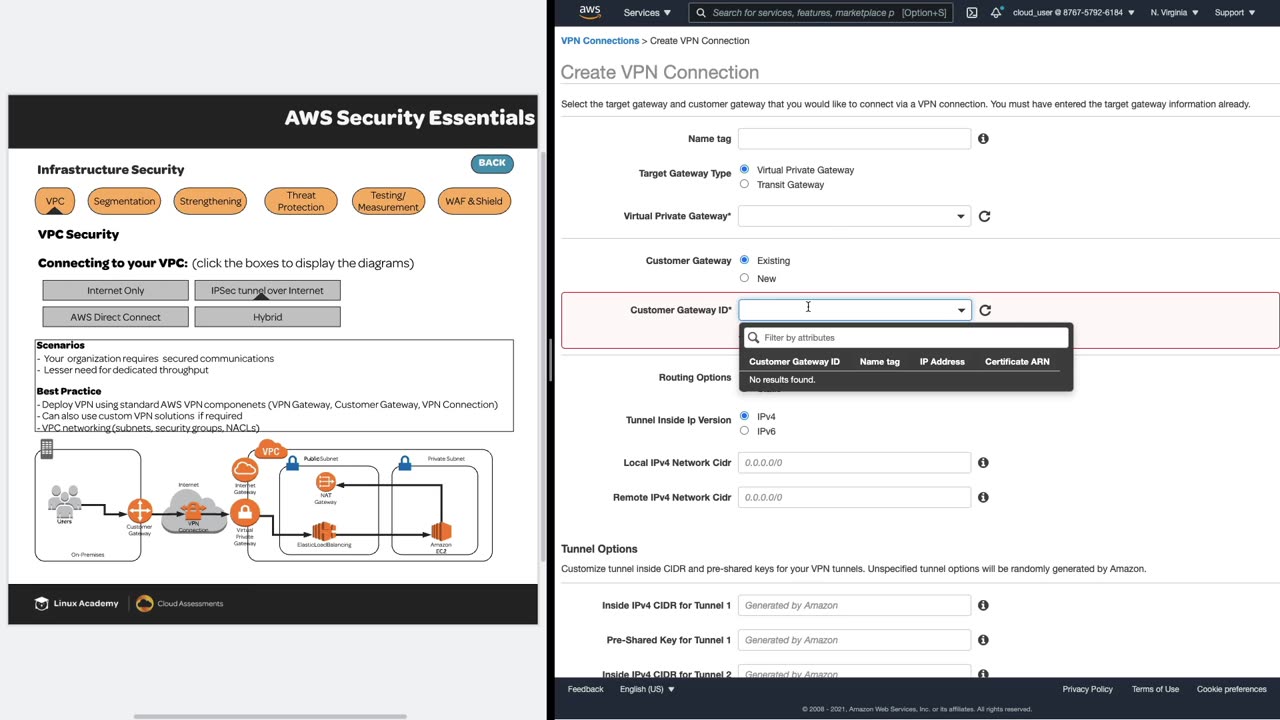 AWS Security Essentials
Infrastructure Security
BACK
VPC
Segmentation
Strengthening
Threat
Protection
Testing/
Measurement
WAF & Shield
VPC Security
Connecting to your VPC: (click the boxes to display the diagrams)
Internet Only
IPSec tunnel over Internet
AWS Direct Connect
Hybrid
Scenarios
- Your organization requires secured communications
- Lesser need for dedicated throughput
Best Practice
- Deploy VPN using standard AWS VPN componenets (VPN Gateway, Customer Gateway, VPN Connection)
- Can also use custom VPN solutions if required
- VPC networking (subnets, security groups, NACLs)
VPC
Public Subnet
Private Subnet
Internet
Internet
Gateway
NAT
Gateway
Users
Customer
Gateway
VPN
Connection
Virtual
Private
Gateway
ElasticLoadBalancing
Amazon
EC2
On-Premises
Linux Academy
Cloud Assessments
aws
Services
Search for services, features, marketplace p
[Option+S]
cloud_user @ 8767-5792-6184
N. Virginia
Support
VPN Connections > Create VPN Connection
Create VPN Connection
Select the target gateway and customer gateway that you would like to connect via a VPN connection. You must have entered the target gateway information already.
Name tag
Target Gateway Type
Virtual Private Gateway
Transit Gateway
Virtual Private Gateway*
Customer Gateway
Existing
New
Customer Gateway ID*
Filter by attributes
Customer Gateway ID Name tag IP Address Certificate ARN
No results found.
Routing Options
Tunnel Inside Ip Version
IPv4
IPv6
Local IPv4 Network Cidr
0.0.0.0/0
Remote IPv4 Network Cidr
0.0.0.0/0
Tunnel Options
Customize tunnel inside CIDR and pre-shared keys for your VPN tunnels. Unspecified tunnel options will be randomly generated by Amazon.
Inside IPv4 CIDR for Tunnel 1
Generated by Amazon
Pre-Shared Key for Tunnel 1
Generated by Amazon
Inside IPv4 CIDR for Tunnel 2
Generated by Amazon
Feedback
English (US)
Privacy Policy
Terms of Use
Cookie preferences
© 2008 - 2021, Amazon Web Services, Inc. or its affiliates. All rights reserved.